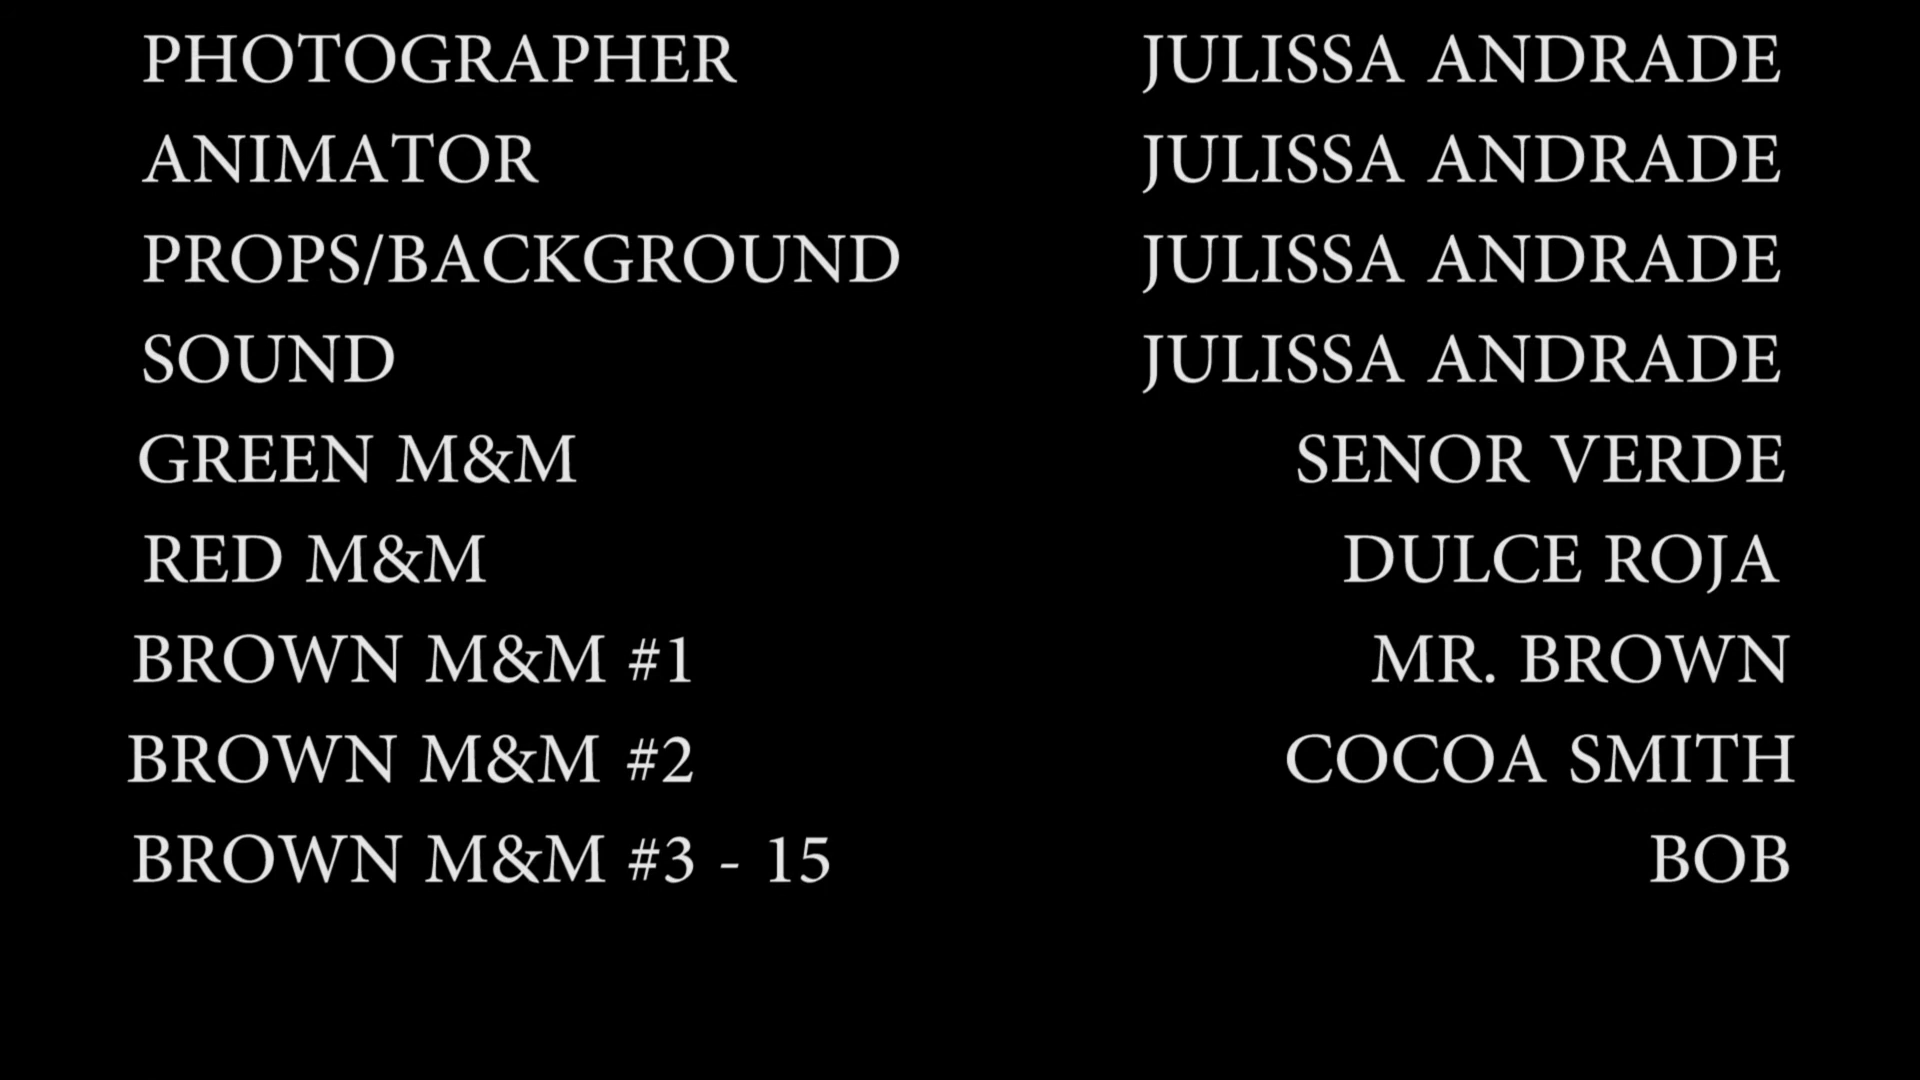 PHOTOGRAPHER JULISSA ANDRADE
ANIMATOR JULISSA ANDRADE
PROPS/BACKGROUND JULISSA ANDRADE
SOUND JULISSA ANDRADE
GREEN M&M SENOR VERDE
RED M&M DULCE ROJA
BROWN M&M #1 MR. BROWN
BROWN M&M #2 COCOA SMITH
BROWN M&M #3 - 15 BOB